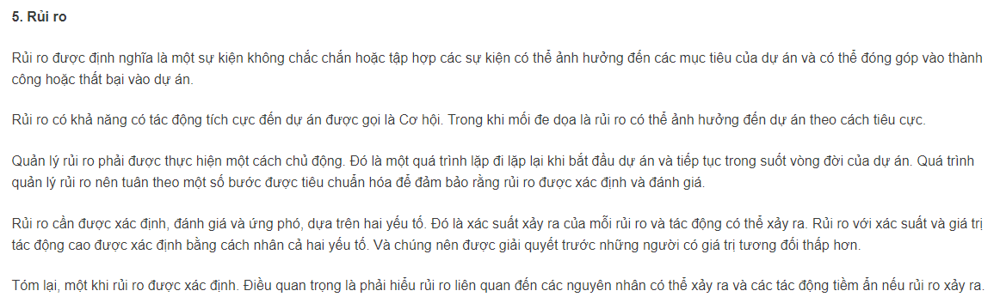 5. Rủi ro
Rủi ro được định nghĩa là một sự kiện không chắc chắn hoặc tập hợp các sự kiện có thể ảnh hưởng đến các mục tiêu của dự án và có thể đóng góp vào thành
công hoặc thất bại vào dự án.
Rủi ro có khả năng có tác động tích cực đến dự án được gọi là Cơ hội. Trong khi mối đe dọa là rủi ro có thể ảnh hưởng đến dự án theo cách tiêu cực.
Quản lý rủi ro phải được thực hiện một cách chủ động. Đó là một quá trình lặp đi lặp lại khi bắt đầu dự án và tiếp tục trong suốt vòng đời của dự án. Quá trình
quản lý rủi ro nên tuân theo một số bước được tiêu chuẩn hóa để đảm bảo rằng rủi ro được xác định và đánh giá.
Rủi ro cần được xác định, đánh giá và ứng phó, dựa trên hai yếu tố. Đó là xác suất xảy ra của mỗi rủi ro và tác động có thể xảy ra. Rủi ro với xác suất và giá trị
tác động cao được xác định bằng cách nhân cả hai yếu tố. Và chúng nên được giải quyết trước những người có giá trị tương đối thấp hơn.
Tóm lại, một khi rủi ro được xác định. Điều quan trọng là phải hiểu rủi ro liên quan đến các nguyên nhân có thể xảy ra và các tác động tiềm ẩn nếu rủi ro xảy ra.